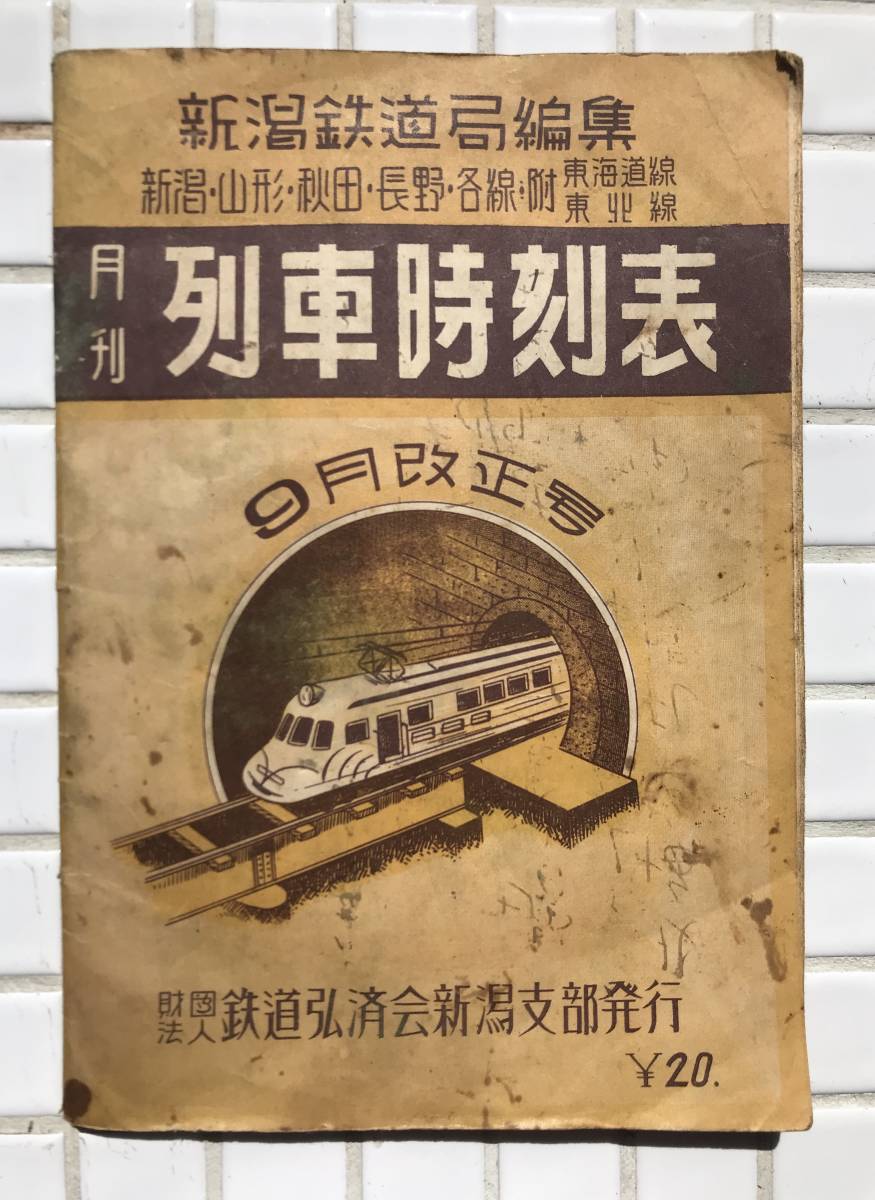 新潟鉄道局編集
新潟・山形・秋田・長野・各線・附 東海道線 東北線
月刊 列車時刻表
9月改正号
財団法人 鉄道弘済会新潟支部発行
¥20.